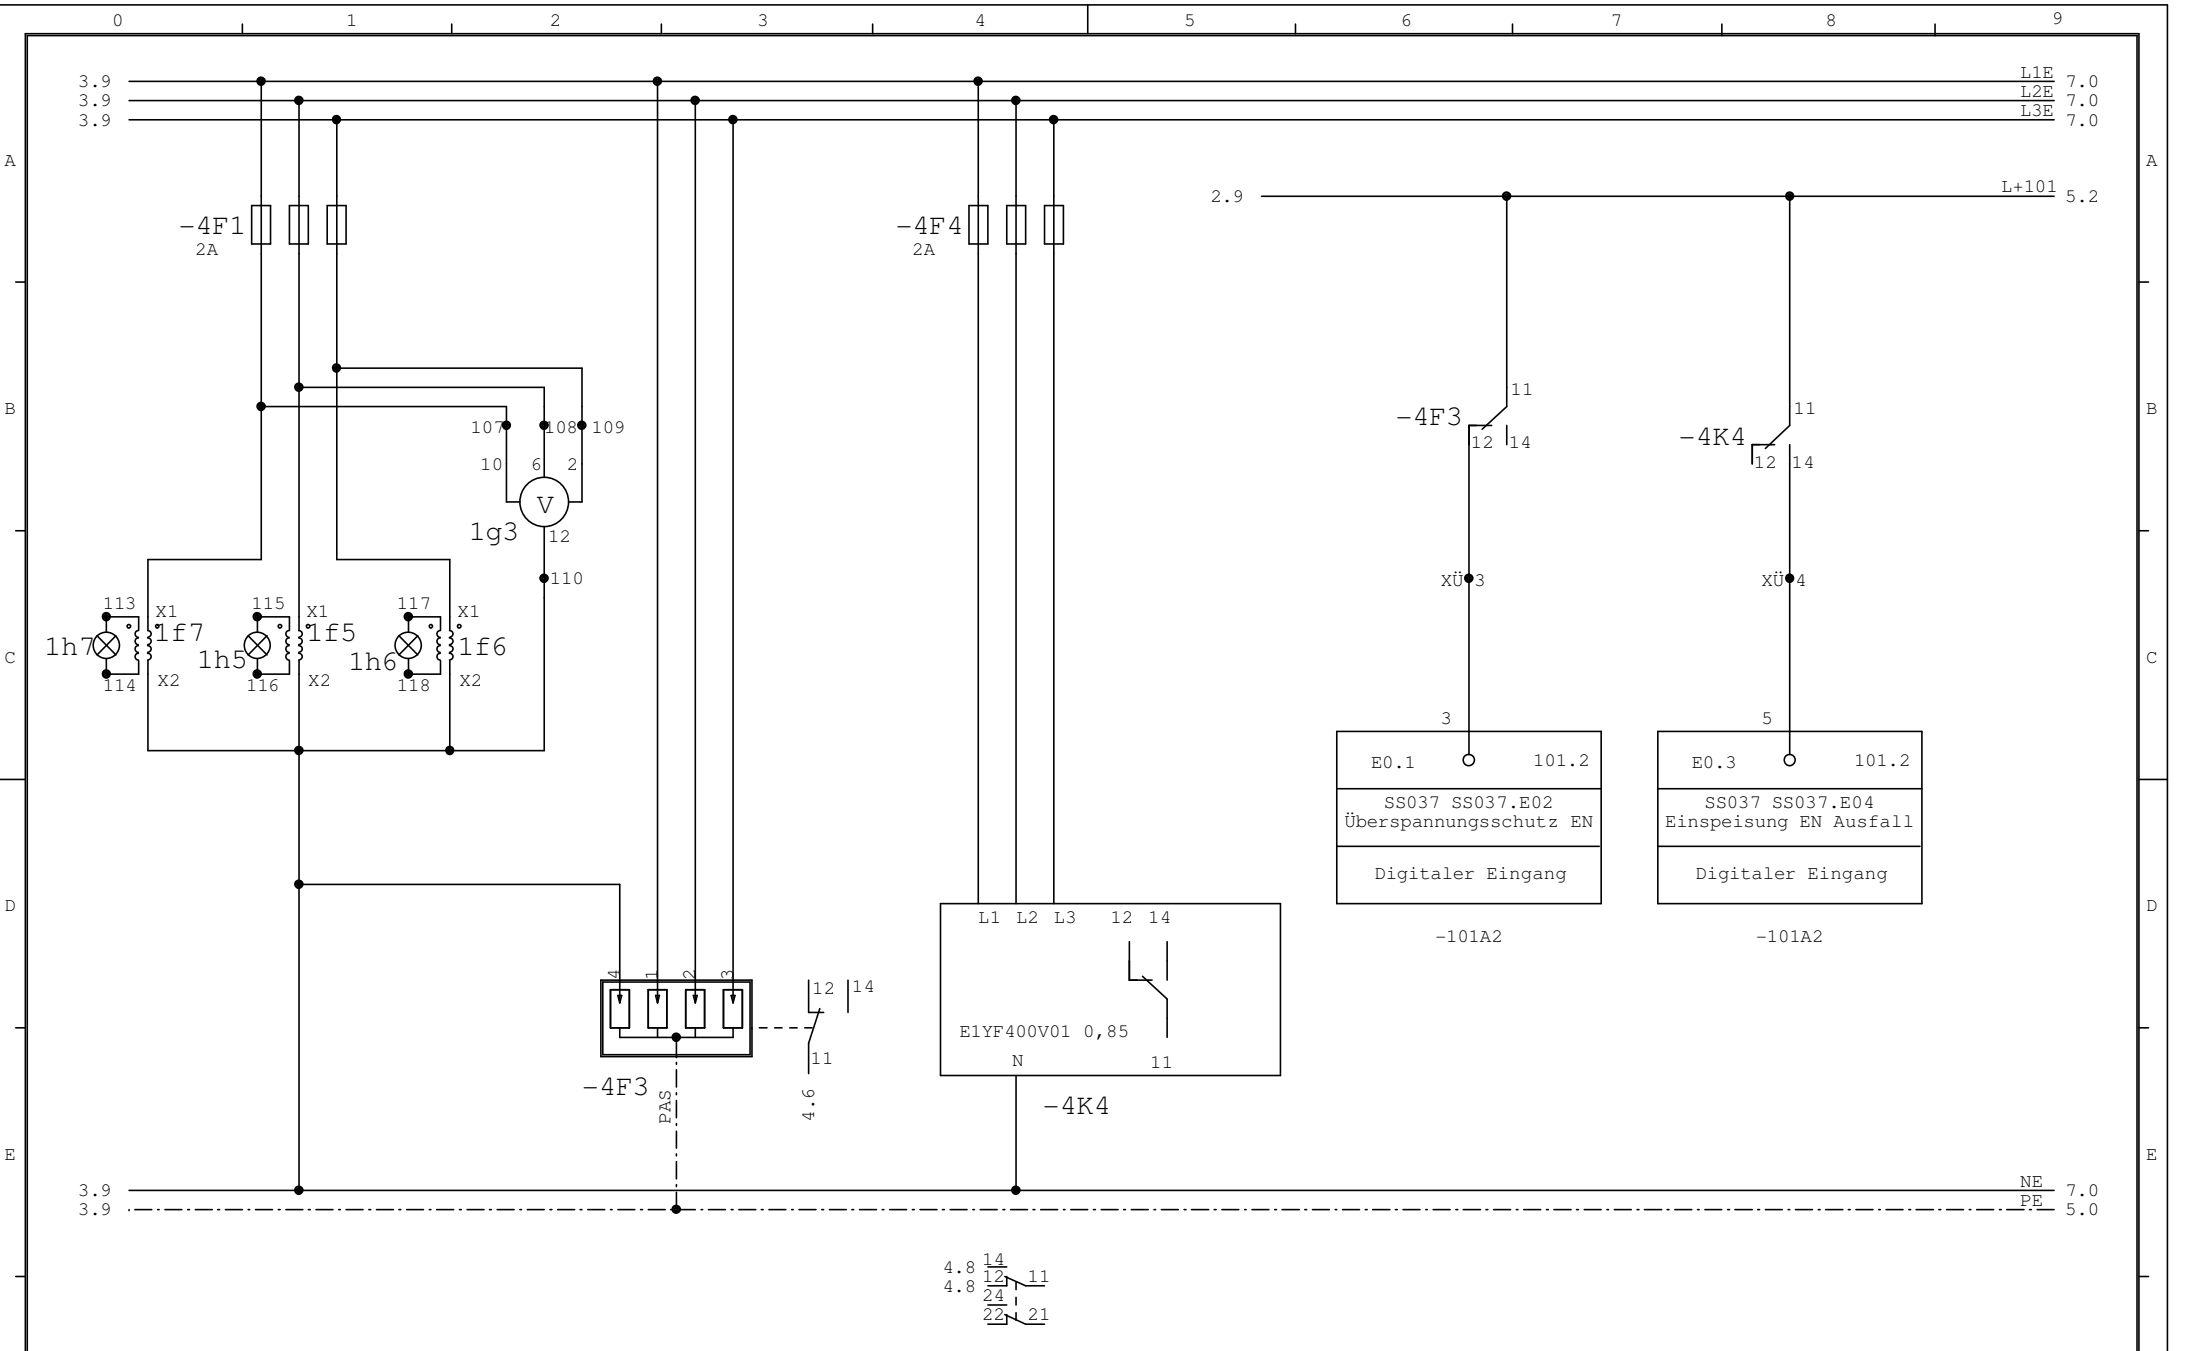 0 1 2 3 4 5 6 7 8 9
3.9 L1E 7.0
3.9 L2E 7.0
3.9 L3E 7.0
A A
2.9 L+101 5.2
-4F1 -4F4
2A 2A
11
B 107 108 109 -4F3 11 B
12 14 -4K4
10 6 2 12 14
V
1g3 12
110 XÜ 3 XÜ 4
113 X1 115 X1 117 X1
1h7 1f7 1h5 1f5 1h6 1f6
C C
114 X2 116 X2 118 X2
3 5
E0.1 101.2 E0.3 101.2
SS037 SS037.E02 SS037 SS037.E04
Überspannungsschutz EN Einspeisung EN Ausfall
Digitaler Eingang Digitaler Eingang
D L1 L2 L3 12 14 D
-101A2 -101A2
4 1 2 3 12 14
E1YF400V01 0,85
11 N 11
-4F3 PAS 4.6 -4K4
E E
3.9 NE 7.0
3.9 PE 5.0
14
4.8 12 11
4.8 24
22 21